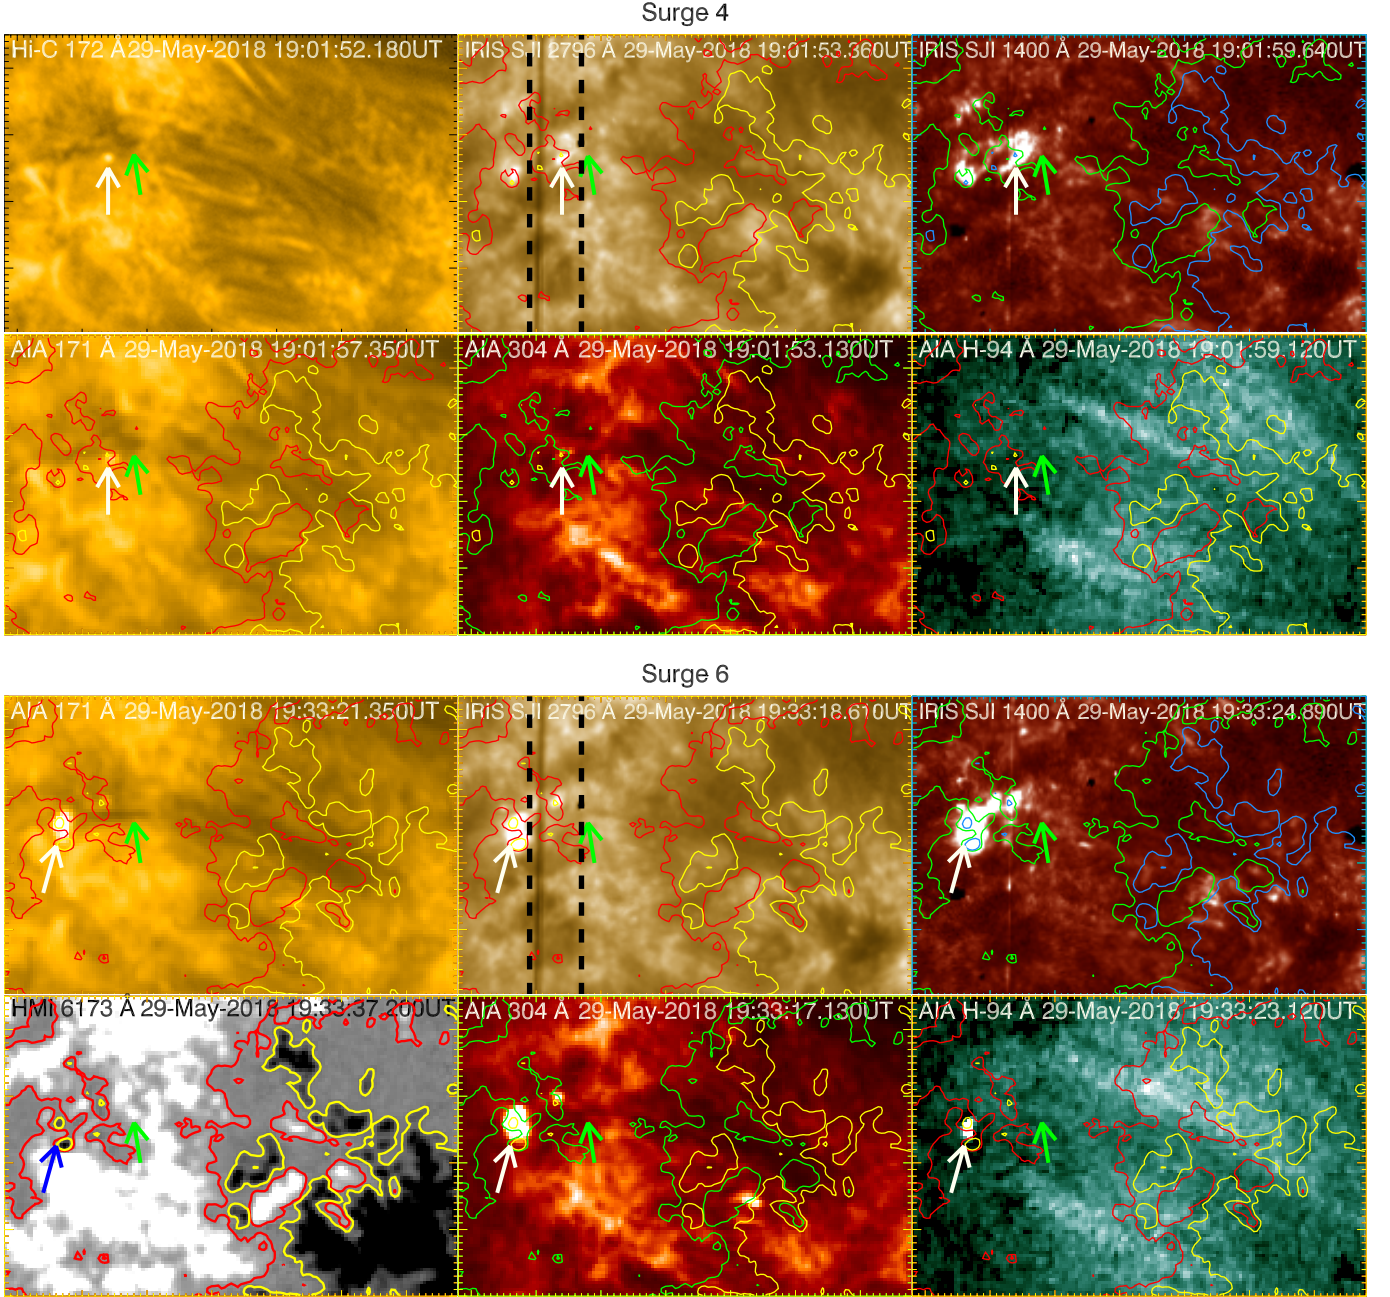 Surge 4
Hi-C 172 Å 29-May-2018 19:01:52.180UT
IRIS SJI 2796 Å 29-May-2018 19:01:53.360UT
IRIS SJI 1400 Å 29-May-2018 19:01:59.640UT
AIA 171 Å 29-May-2018 19:01:57.350UT
AIA 304 Å 29-May-2018 19:01:53.130UT
AIA H-94 Å 29-May-2018 19:01:59.120UT
Surge 6
AIA 171 Å 29-May-2018 19:33:21.350UT
IRIS SJI 2796 Å 29-May-2018 19:33:18.610UT
IRIS SJI 1400 Å 29-May-2018 19:33:24.890UT
HMI 6173 Å 29-May-2018 19:33:37.200UT
AIA 304 Å 29-May-2018 19:33:17.130UT
AIA H-94 Å 29-May-2018 19:33:23.120UT